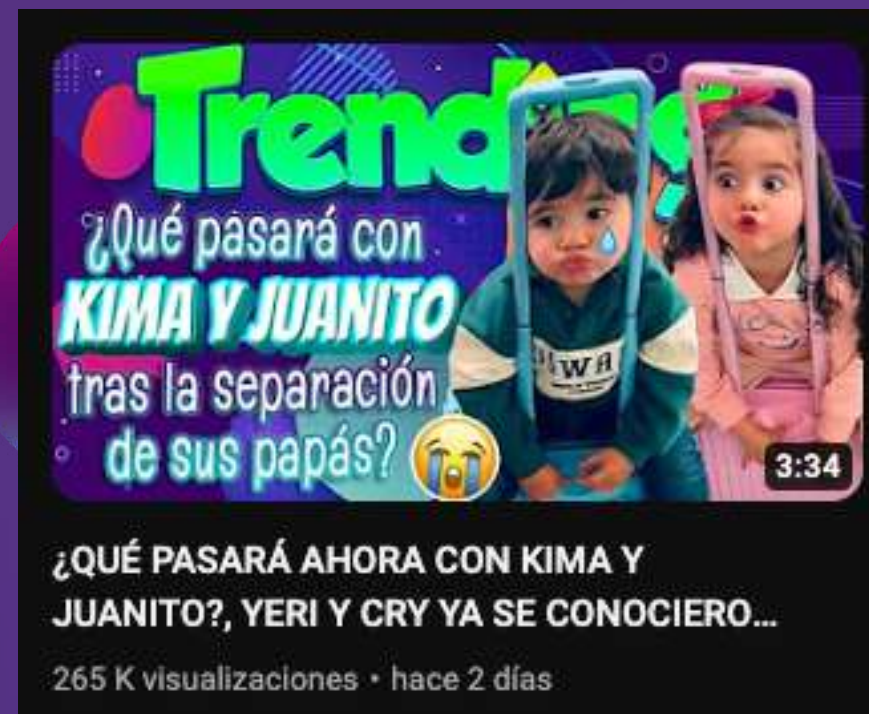 ¿Qué pasará con
KIMA Y JUANITO
tras la separación
de sus papás?
3:34
¿QUÉ PASARÁ AHORA CON KIMA Y
JUANITO?, YERI Y CRY YA SE CONOCIERO...
265 K visualizaciones • hace 2 días